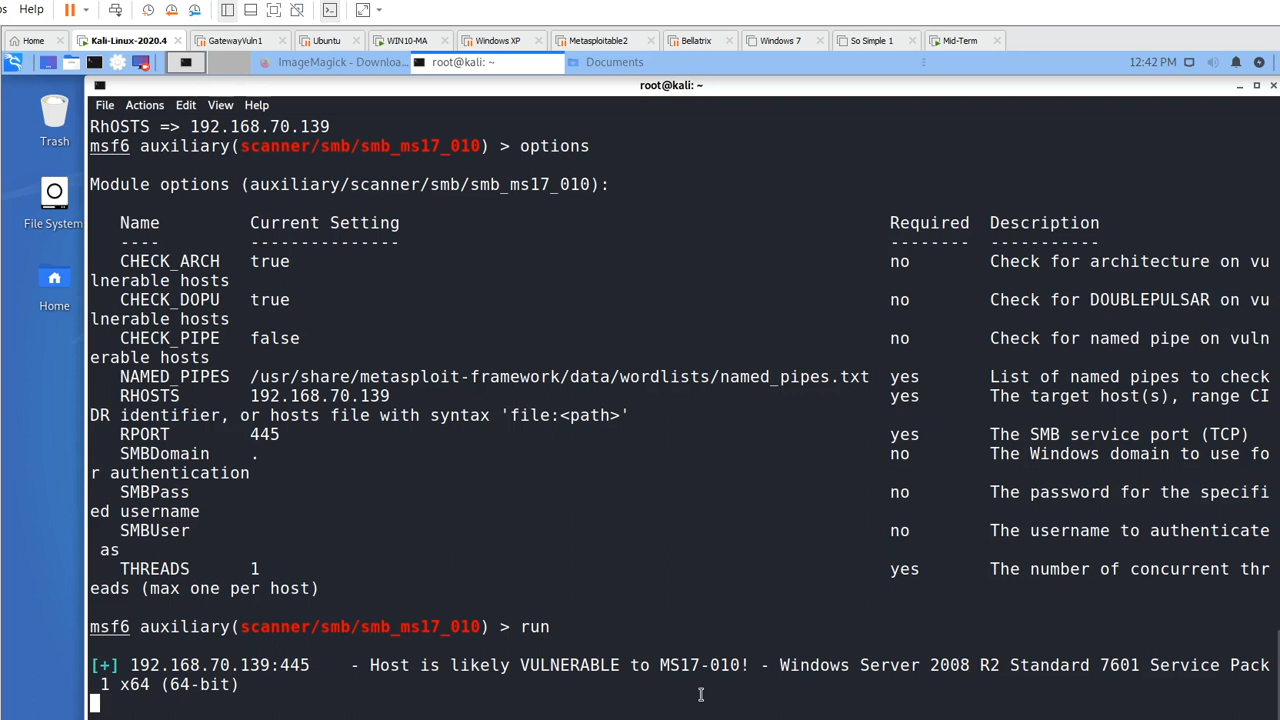 s Help
Home Kali-Linux-2020.4 GatewayVuln1 Ubuntu WIN10-MA Windows XP Metasploitable2 Bellatrix Windows 7 So Simple 1 Mid-Term
ImageMagick - Downloa... root@kali: ~ Documents 12:42 PM
root@kali: ~
File Actions Edit View Help
Trash
File System
Home
RhOSTS => 192.168.70.139
msf6 auxiliary(scanner/smb/smb_ms17_010) > options
Module options (auxiliary/scanner/smb/smb_ms17_010):
Name Current Setting Required Description
---- --------------- -------- -----------
CHECK_ARCH true no Check for architecture on vu
lnerable hosts
CHECK_DOPU true no Check for DOUBLEPULSAR on vu
lnerable hosts
CHECK_PIPE false no Check for named pipe on vuln
erable hosts
NAMED_PIPES /usr/share/metasploit-framework/data/wordlists/named_pipes.txt yes List of named pipes to check
RHOSTS 192.168.70.139 yes The target host(s), range CI
DR identifier, or hosts file with syntax 'file:<path>'
RPORT 445 yes The SMB service port (TCP)
SMBDomain . no The Windows domain to use fo
r authentication
SMBPass no The password for the specifi
ed username
SMBUser no The username to authenticate
as
THREADS 1 yes The number of concurrent thr
eads (max one per host)
msf6 auxiliary(scanner/smb/smb_ms17_010) > run
[+] 192.168.70.139:445 - Host is likely VULNERABLE to MS17-010! - Windows Server 2008 R2 Standard 7601 Service Pack
1 x64 (64-bit)